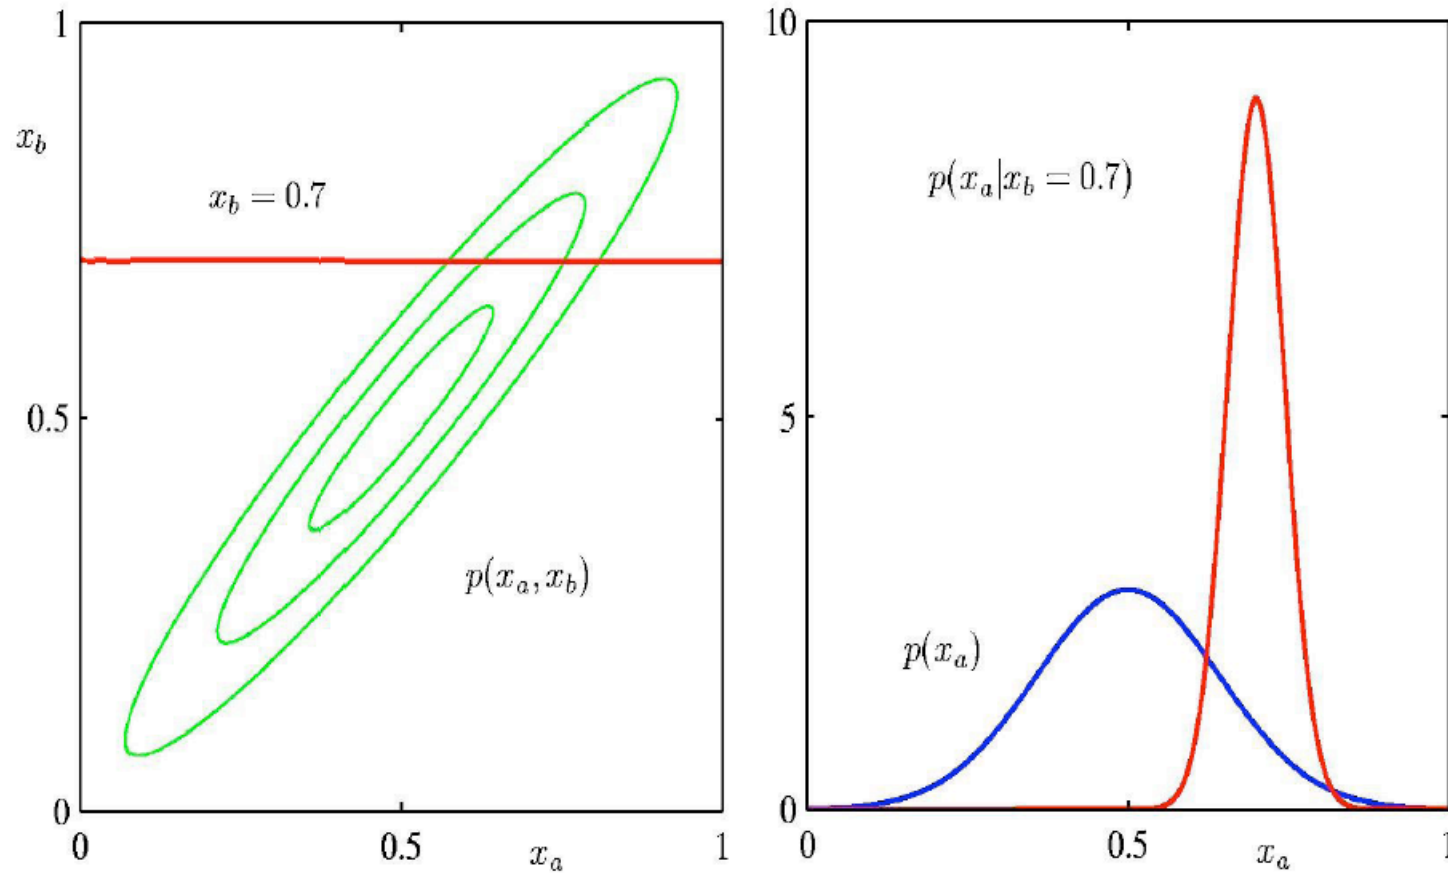 1
x_b
x_b = 0.7
0.5
p(x_a, x_b)
0
0
0.5
x_a
1
10
p(x_a|x_b = 0.7)
5
p(x_a)
0
0
0.5
x_a
1